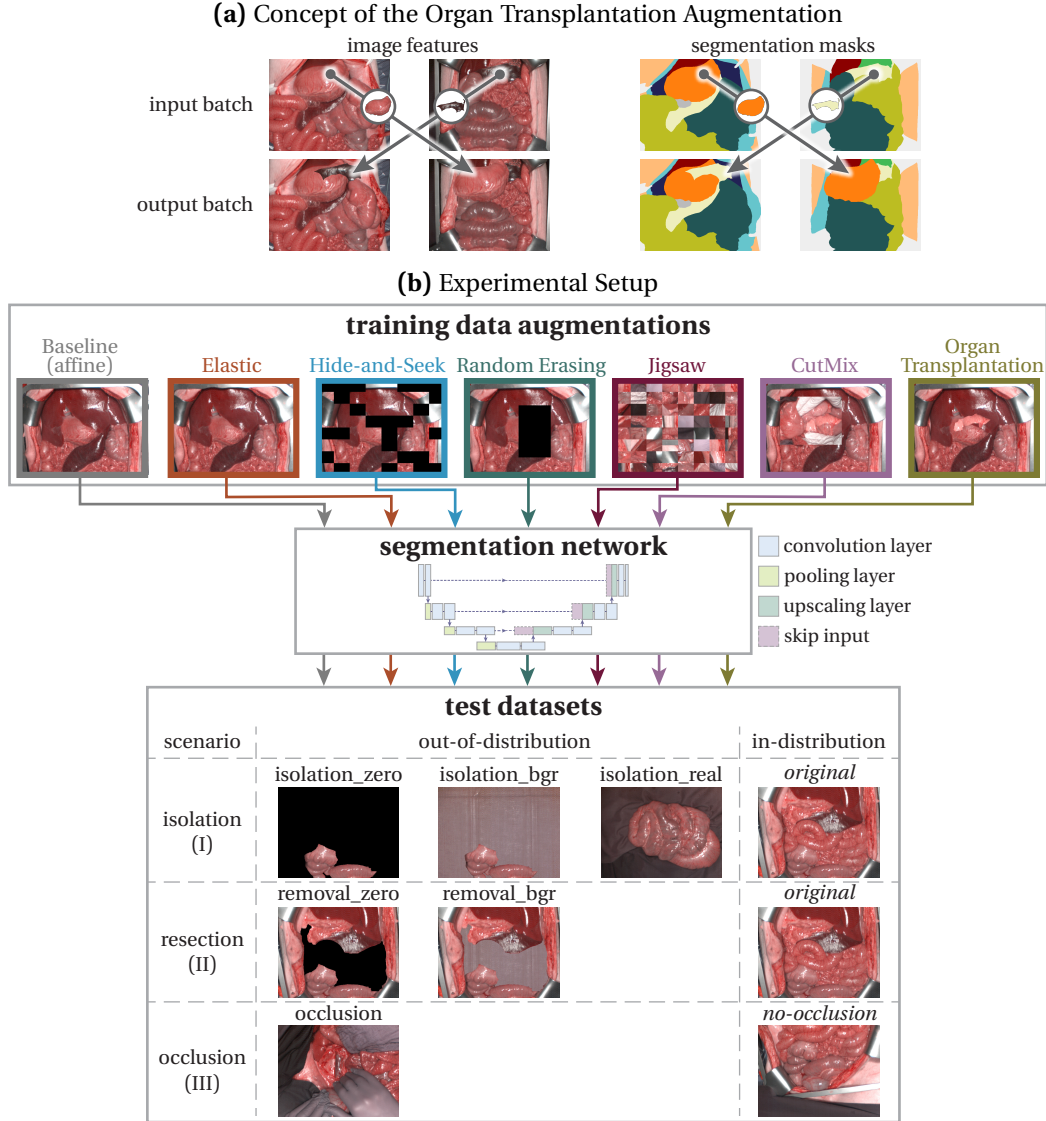 (a) Concept of the Organ Transplantation Augmentation
image features
segmentation masks
input batch
output batch
(b) Experimental Setup
training data augmentations
Baseline
(affine)
Elastic
Hide-and-Seek
Random Erasing
Jigsaw
CutMix
Organ
Transplantation
segmentation network
convolution layer
pooling layer
upscaling layer
skip input
test datasets
scenario
out-of-distribution
in-distribution
isolation_zero
isolation_bgr
isolation_real
original
isolation
(I)
removal_zero
removal_bgr
original
resection
(II)
occlusion
no-occlusion
occlusion
(III)